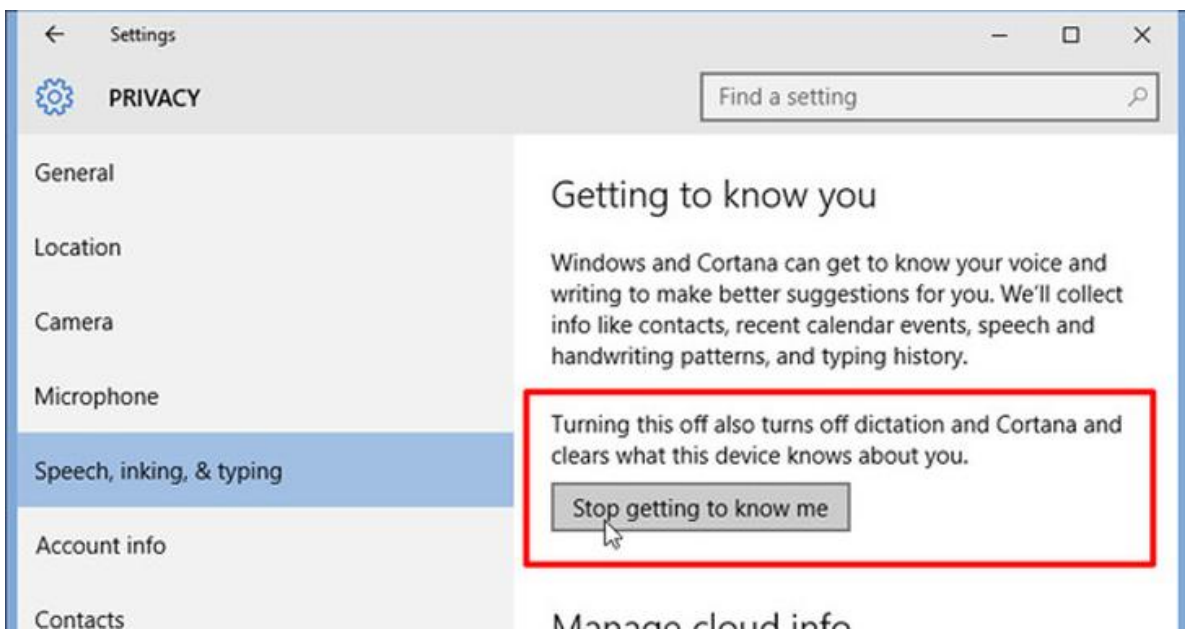 Settings
PRIVACY
Find a setting
General
Location
Camera
Microphone
Speech, inking, & typing
Account info
Contacts
Getting to know you
Windows and Cortana can get to know your voice and
writing to make better suggestions for you. We'll collect
info like contacts, recent calendar events, speech and
handwriting patterns, and typing history.
Turning this off also turns off dictation and Cortana and
clears what this device knows about you.
Stop getting to know me
Manage cloud info